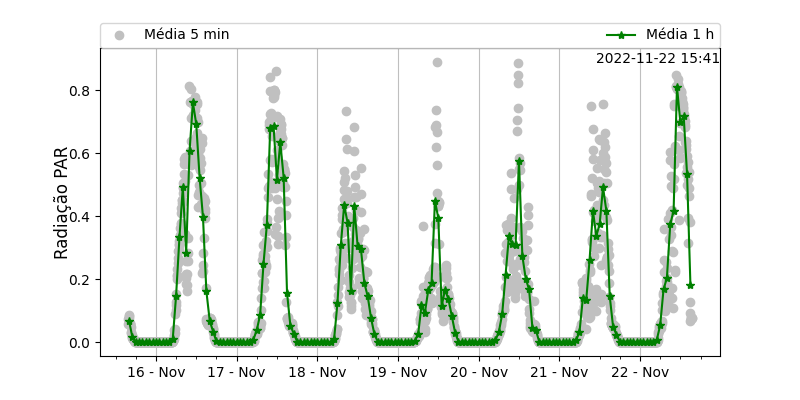 Média 5 min
Média 1 h
2022-11-22 15:41
Radiação PAR
0.8
0.6
0.4
0.2
0.0
16 - Nov
17 - Nov
18 - Nov
19 - Nov
20 - Nov
21 - Nov
22 - Nov